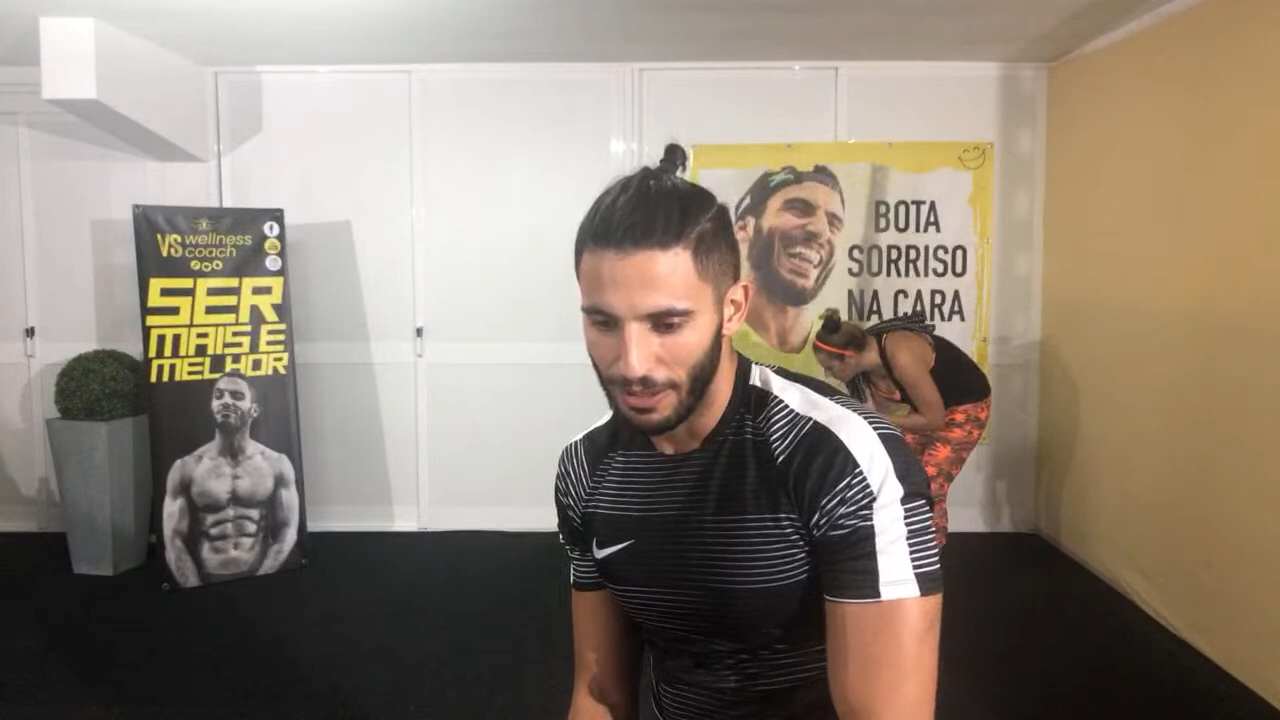 VS wellness
coach
SER
MAIS E
MELHOR
BOTA
SORRISO
NA CARA